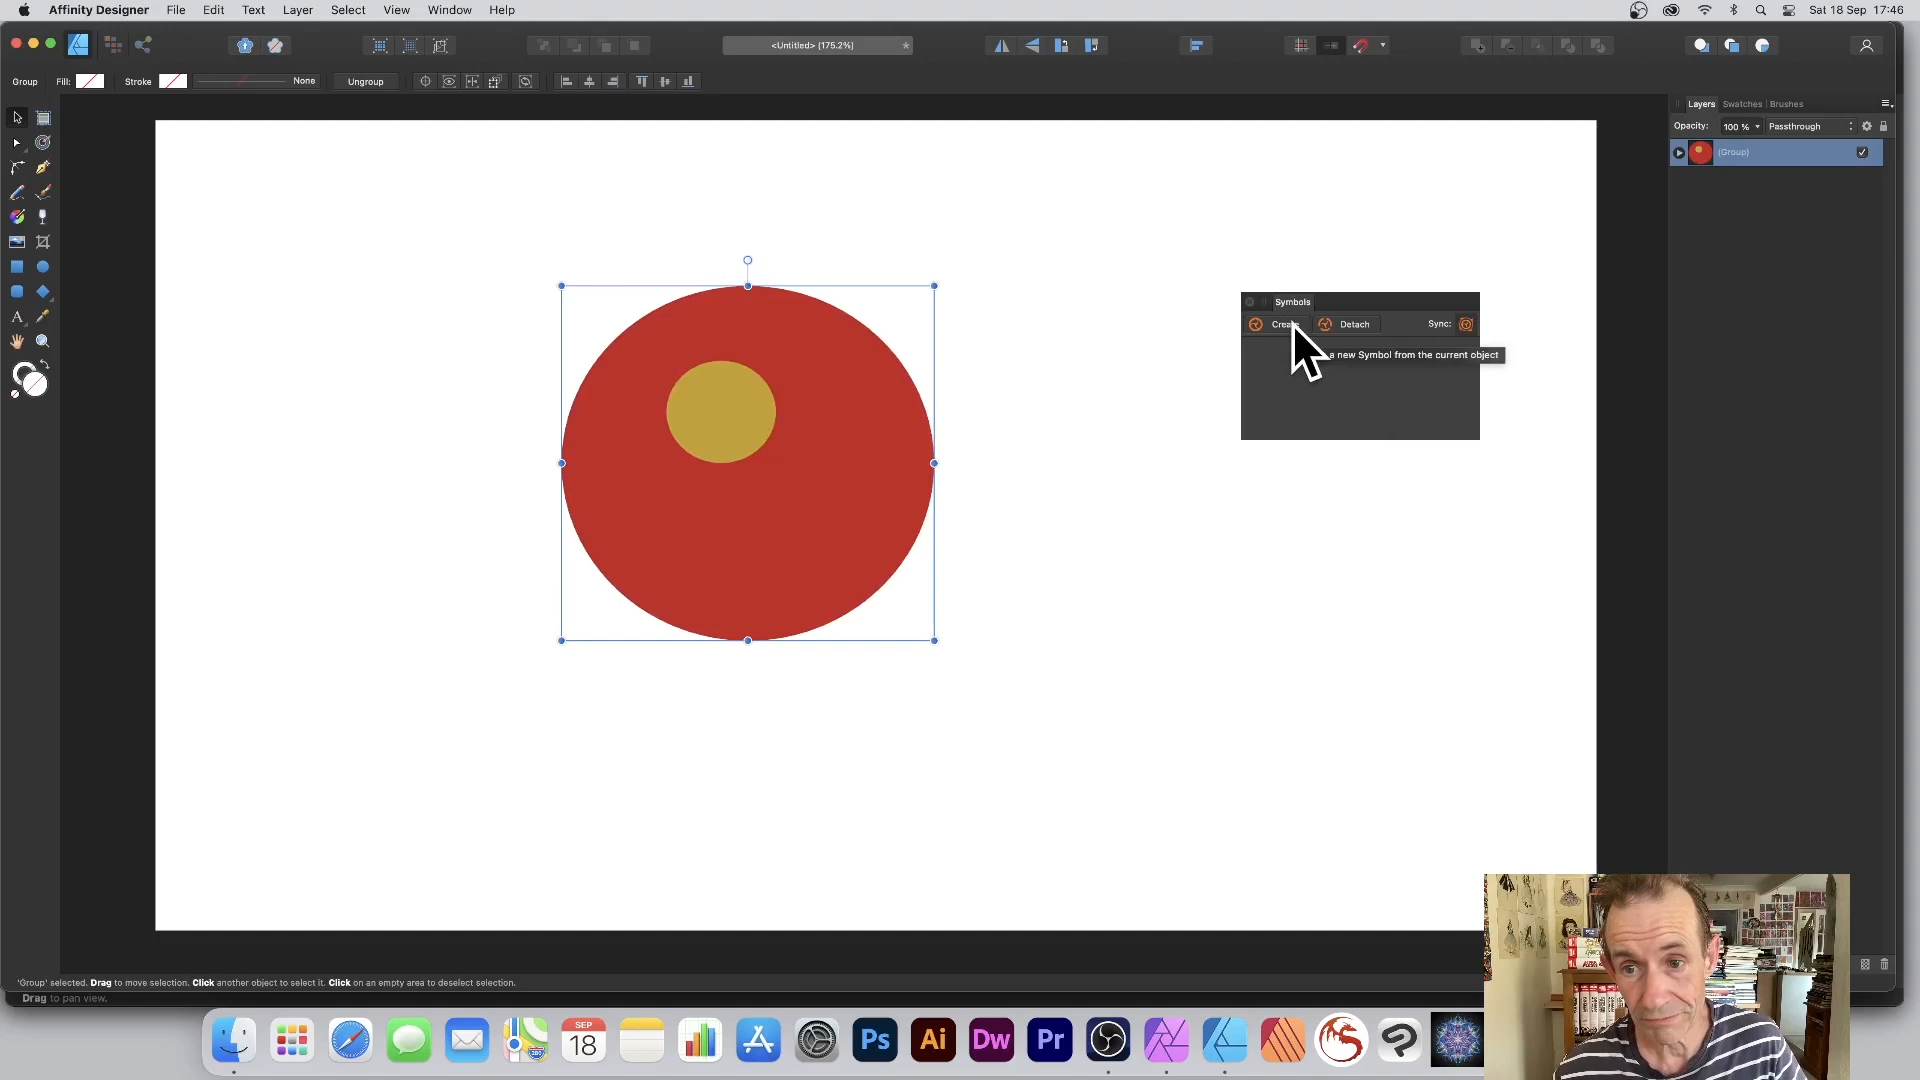 Affinity Designer File Edit Text Layer Select View Window Help Sat 18 Sep 17:46
<Untitled> (175.2%)
Group Fill: Stroke None Ungroup
Layers Swatches Brushes
Opacity: 100 % Passthrough
(Group)
Symbols
Create Detach Sync:
a new Symbol from the current object
A
'Group' selected. Drag to move selection. Click another object to select it. Click on an empty area to deselect selection.
Drag to pan view.
SEP
18
280
Ps Ai Dw Pr